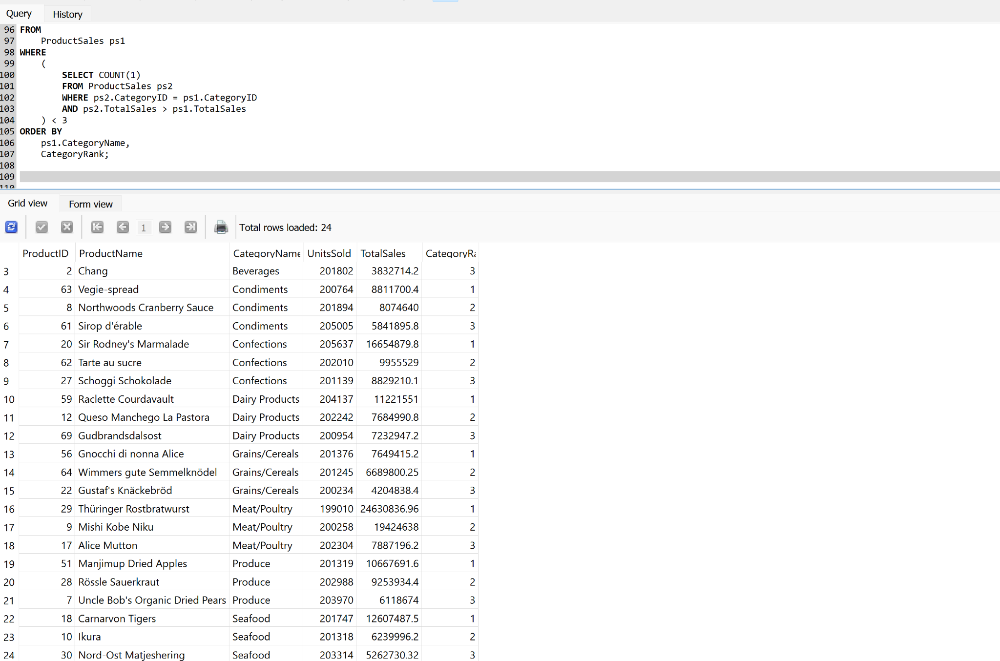 Query History
96 FROM
97 ProductSales ps1
98 WHERE
99 (
100 SELECT COUNT(1)
101 FROM ProductSales ps2
102 WHERE ps2.CategoryID = ps1.CategoryID
103 AND ps2.TotalSales > ps1.TotalSales
104 ) < 3
105 ORDER BY
106 ps1.CategoryName,
107 CategoryRank;
108
109
110
Grid view Form view
1 Total rows loaded: 24
ProductID ProductName CategoryName UnitsSold TotalSales CategoryRa
3 2 Chang Beverages 201802 3832714.2 3
4 63 Vegie-spread Condiments 200764 8811700.4 1
5 8 Northwoods Cranberry Sauce Condiments 201894 8074640 2
6 61 Sirop d'érable Condiments 205005 5841895.8 3
7 20 Sir Rodney's Marmalade Confections 205637 16654879.8 1
8 62 Tarte au sucre Confections 202010 9955529 2
9 27 Schoggi Schokolade Confections 201139 8829210.1 3
10 59 Raclette Courdavault Dairy Products 204137 11221551 1
11 12 Queso Manchego La Pastora Dairy Products 202242 7684990.8 2
12 69 Gudbrandsdalsost Dairy Products 200954 7232947.2 3
13 56 Gnocchi di nonna Alice Grains/Cereals 201376 7649415.2 1
14 64 Wimmers gute Semmelknödel Grains/Cereals 201245 6689800.25 2
15 22 Gustaf's Knäckebröd Grains/Cereals 200234 4204838.4 3
16 29 Thüringer Rostbratwurst Meat/Poultry 199010 24630836.96 1
17 9 Mishi Kobe Niku Meat/Poultry 200258 19424638 2
18 17 Alice Mutton Meat/Poultry 202304 7887196.2 3
19 51 Manjimup Dried Apples Produce 201319 10667691.6 1
20 28 Rössle Sauerkraut Produce 202988 9253934.4 2
21 7 Uncle Bob's Organic Dried Pears Produce 203970 6118674 3
22 18 Carnarvon Tigers Seafood 201747 12607487.5 1
23 10 Ikura Seafood 201318 6239996.2 2
24 30 Nord-Ost Matjeshering Seafood 203314 5262730.32 3